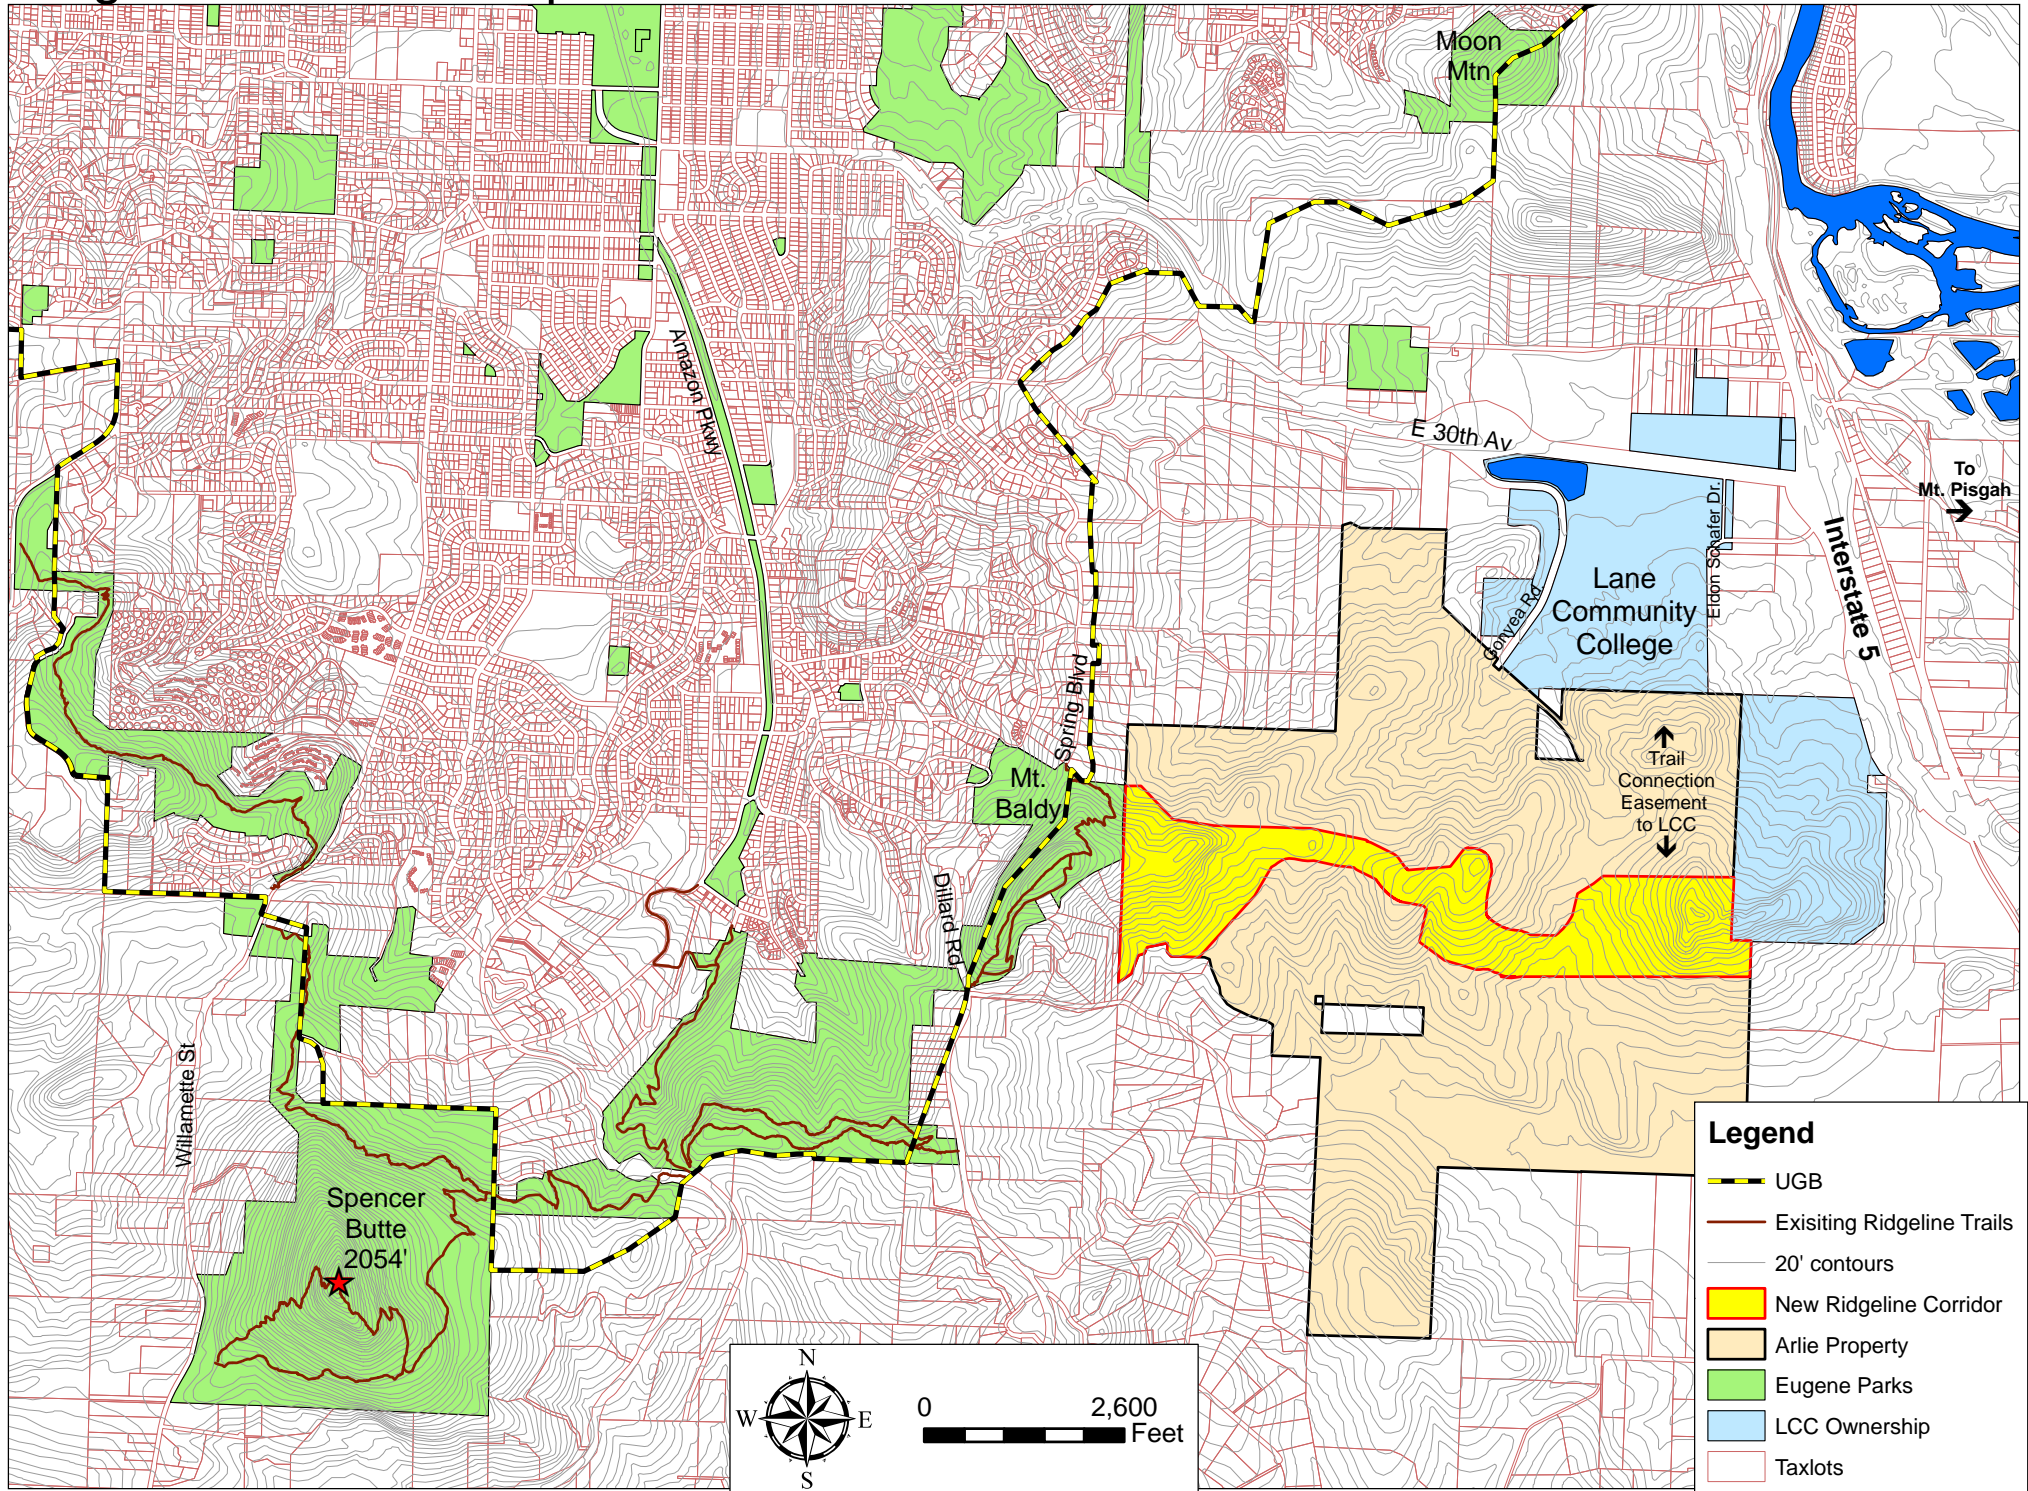 Moon
Mtn
Amazon Pkwy
E 30th Av
To
Mt. Pisgah
Interstate 5
Eldon Schafer Dr.
Gonyea Rd
Lane
Community
College
Spring Blvd
Mt.
Baldy
Trail
Connection
Easement
to LCC
Dillard Rd
Willamette St
Spencer
Butte
2054'
N
W E
S
0 2,600
Feet
Legend
UGB
Exisiting Ridgeline Trails
20' contours
New Ridgeline Corridor
Arlie Property
Eugene Parks
LCC Ownership
Taxlots